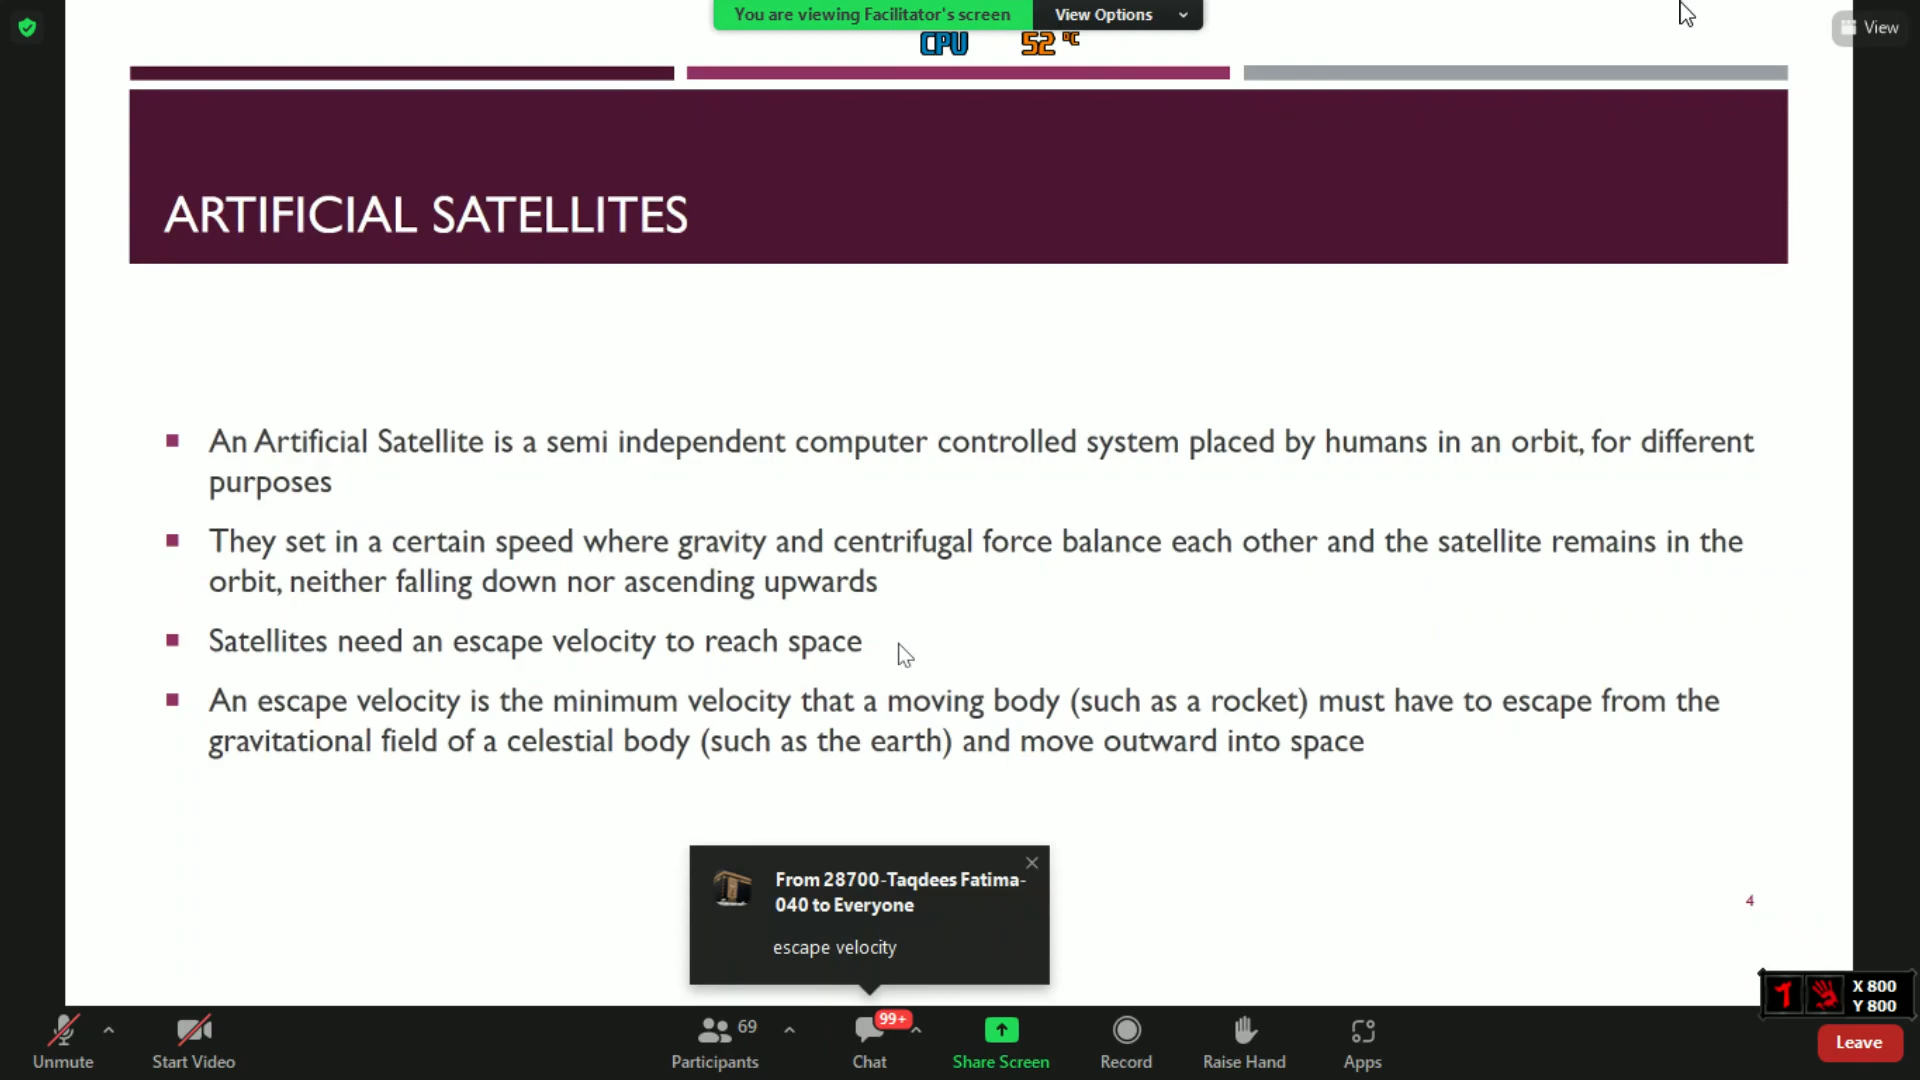 You are viewing Facilitator's screen
View Options
View
CPU 52 °C
ARTIFICIAL SATELLITES
An Artificial Satellite is a semi independent computer controlled system placed by humans in an orbit, for different
purposes
They set in a certain speed where gravity and centrifugal force balance each other and the satellite remains in the
orbit, neither falling down nor ascending upwards
Satellites need an escape velocity to reach space
An escape velocity is the minimum velocity that a moving body (such as a rocket) must have to escape from the
gravitational field of a celestial body (such as the earth) and move outward into space
From 28700-Taqdees Fatima-
040 to Everyone
escape velocity
4
X 800
Y 800
Unmute
Start Video
69
Participants
99+
Chat
Share Screen
Record
Raise Hand
Apps
Leave